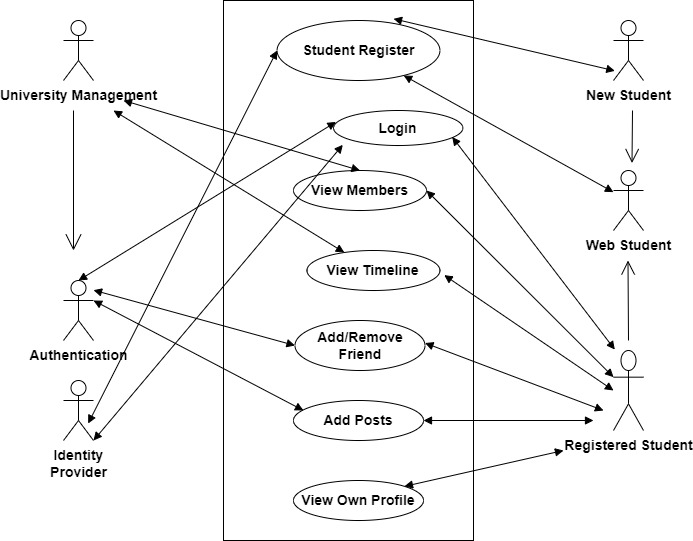 Student Register
University Management
New Student
Login
View Members
Web Student
View Timeline
Add/Remove
Friend
Authentication
Add Posts
Registered Student
Identity
Provider
View Own Profile